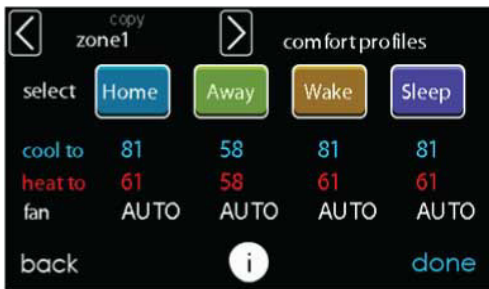 copy
zone1 comfort profiles
select Home Away Wake Sleep
cool to 81 58 81 81
heat to 61 58 61 61
fan AUTO AUTO AUTO AUTO
back i done